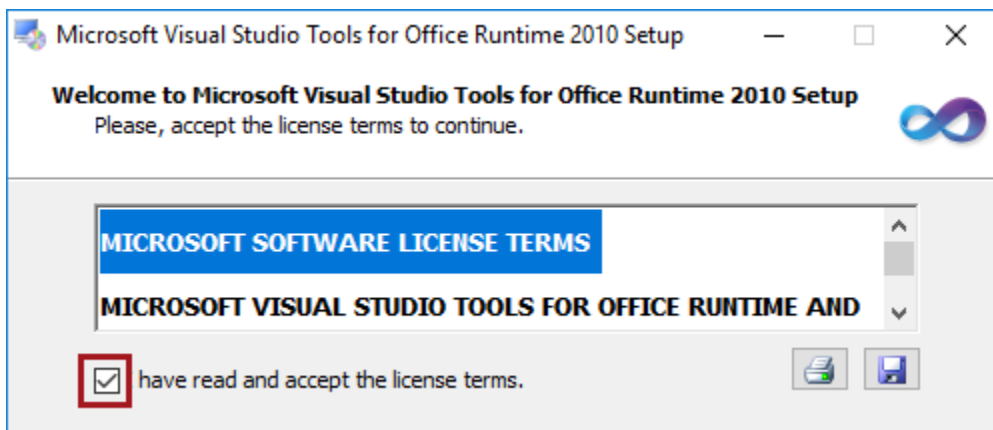 Microsoft Visual Studio Tools for Office Runtime 2010 Setup
Welcome to Microsoft Visual Studio Tools for Office Runtime 2010 Setup
Please, accept the license terms to continue.
MICROSOFT SOFTWARE LICENSE TERMS
MICROSOFT VISUAL STUDIO TOOLS FOR OFFICE RUNTIME AND
have read and accept the license terms.